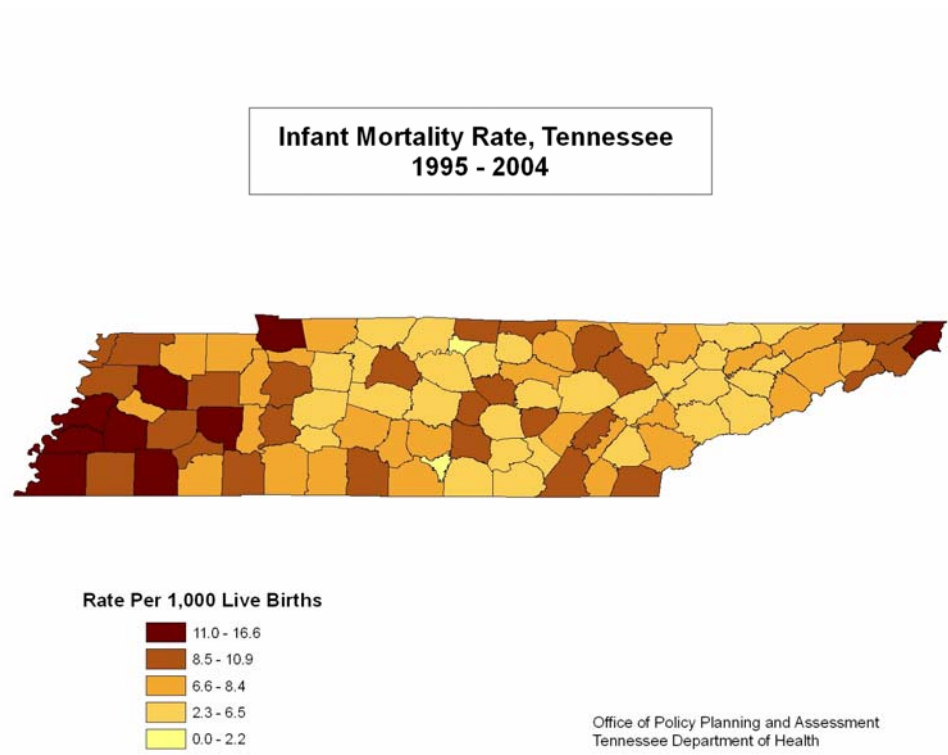 Infant Mortality Rate, Tennessee
1995 - 2004
Rate Per 1,000 Live Births
11.0 - 16.6
8.5 - 10.9
6.6 - 8.4
2.3 - 6.5
0.0 - 2.2
Office of Policy Planning and Assessment
Tennessee Department of Health